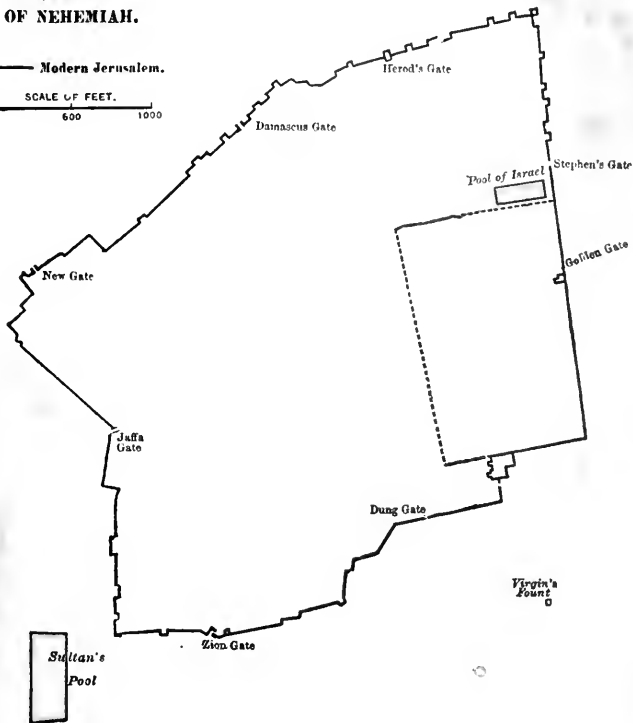 OF NEHEMIAH.
Modern Jerusalem.
SCALE OF FEET.
600 1000
Herod's Gate
Damascus Gate
Stephen's Gate
Pool of Israel
Golden Gate
New Gate
Jaffa
Gate
Dung Gate
Virgin's
Fount
Zion Gate
Sultan's
Pool